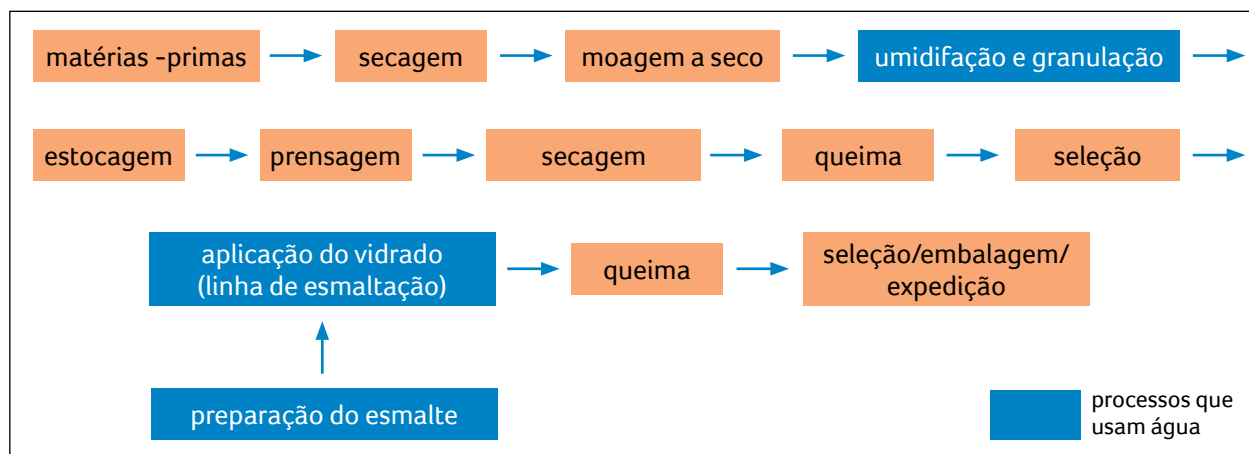 matérias -primas
secagem
moagem a seco
umidifação e granulação
estocagem
prensagem
secagem
queima
seleção
aplicação do vidrado
(linha de esmaltação)
queima
seleção/embalagem/
expedição
preparação do esmalte
processos que
usam água